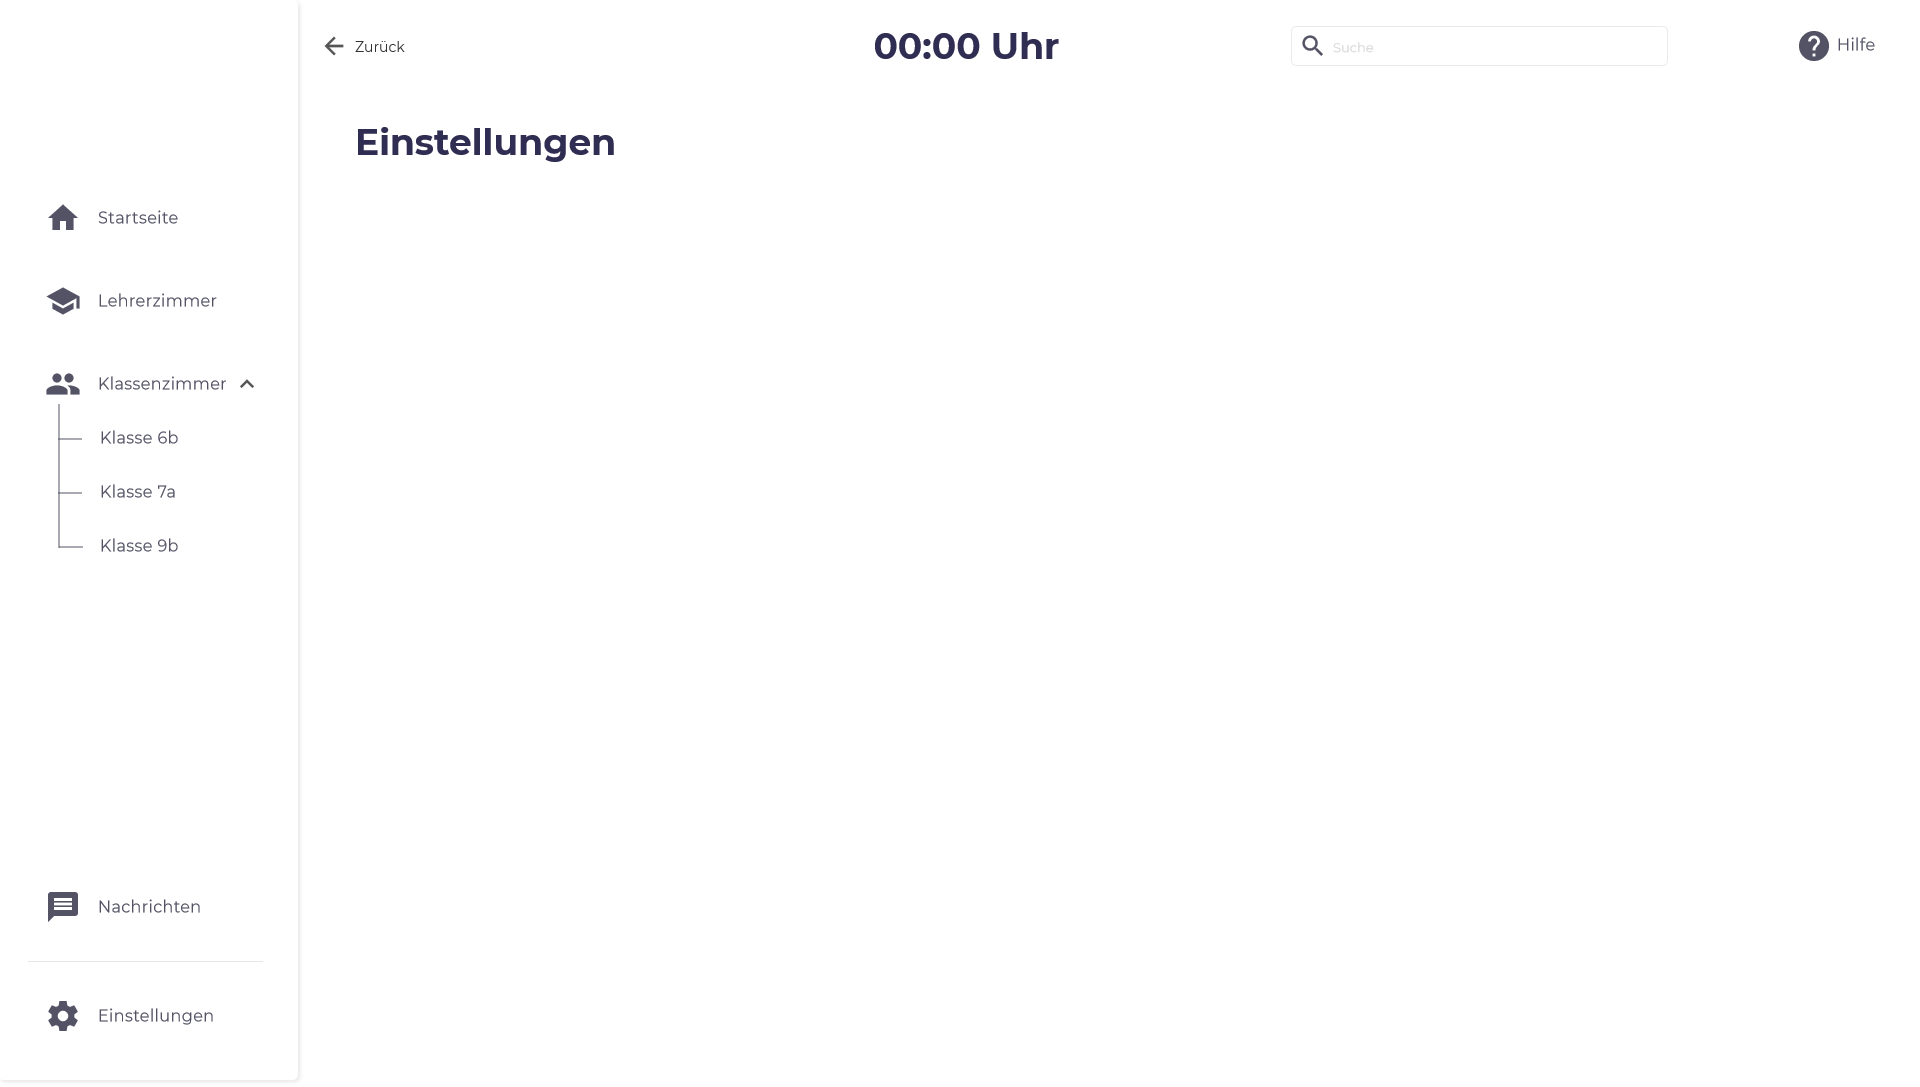 Zurück
00:00 Uhr
Suche
Hilfe
Einstellungen
Startseite
Lehrerzimmer
Klassenzimmer
Klasse 6b
Klasse 7a
Klasse 9b
Nachrichten
Einstellungen